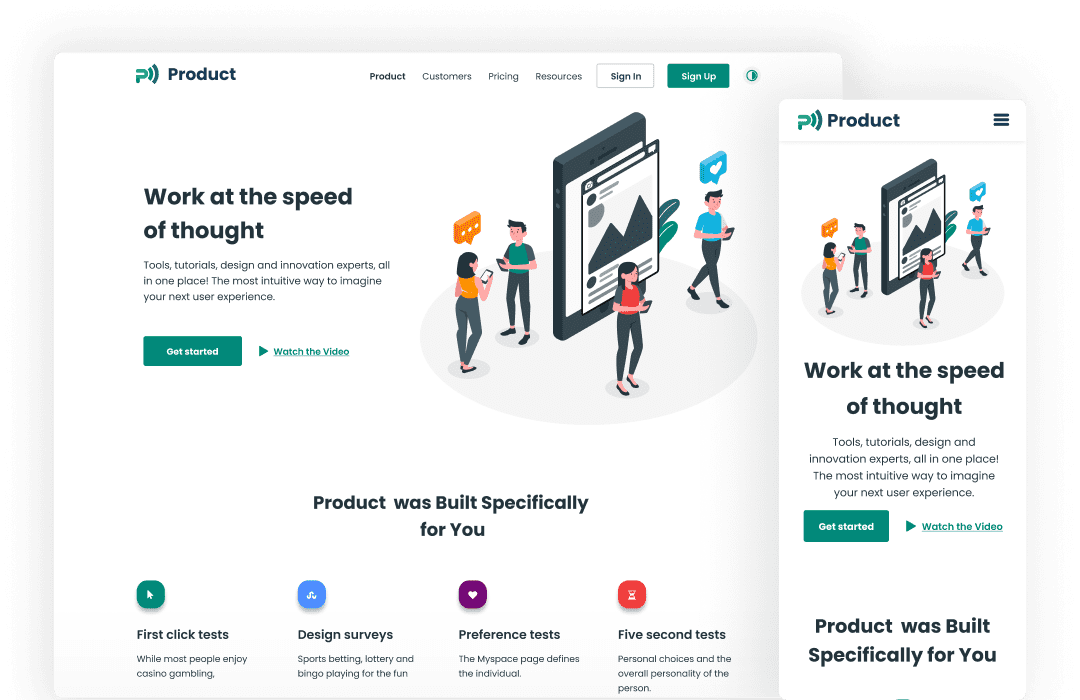 Product
Product Customers Pricing Resources Sign In Sign Up
Work at the speed
of thought
Tools, tutorials, design and innovation experts, all
in one place! The most intuitive way to imagine
your next user experience.
Get started Watch the Video
Product was Built Specifically
for You
First click tests
While most people enjoy
casino gambling,
Design surveys
Sports betting, lottery and
bingo playing for the fun
Preference tests
The Myspace page defines
the individual.
Five second tests
Personal choices and the
overall personality of the
person.
Product
Work at the speed
of thought
Tools, tutorials, design and
innovation experts, all in one place!
The most intuitive way to imagine
your next user experience.
Get started Watch the Video
Product was Built
Specifically for You